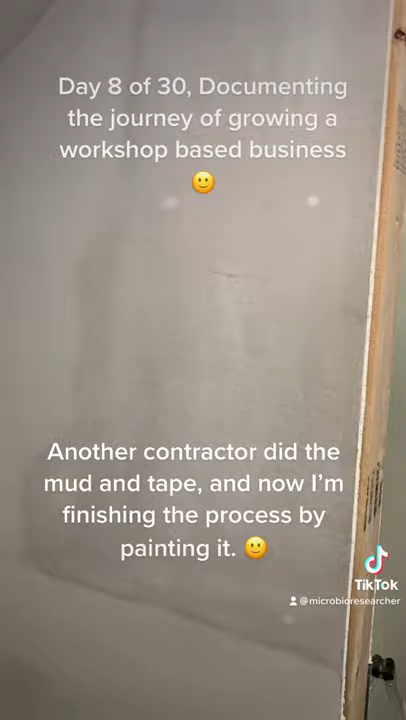 Day 8 of 30, Documenting
the journey of growing a
workshop based business
🙂
Another contractor did the
mud and tape, and now I'm
finishing the process by
painting it. 🙂
TikTok
@microbioresearcher